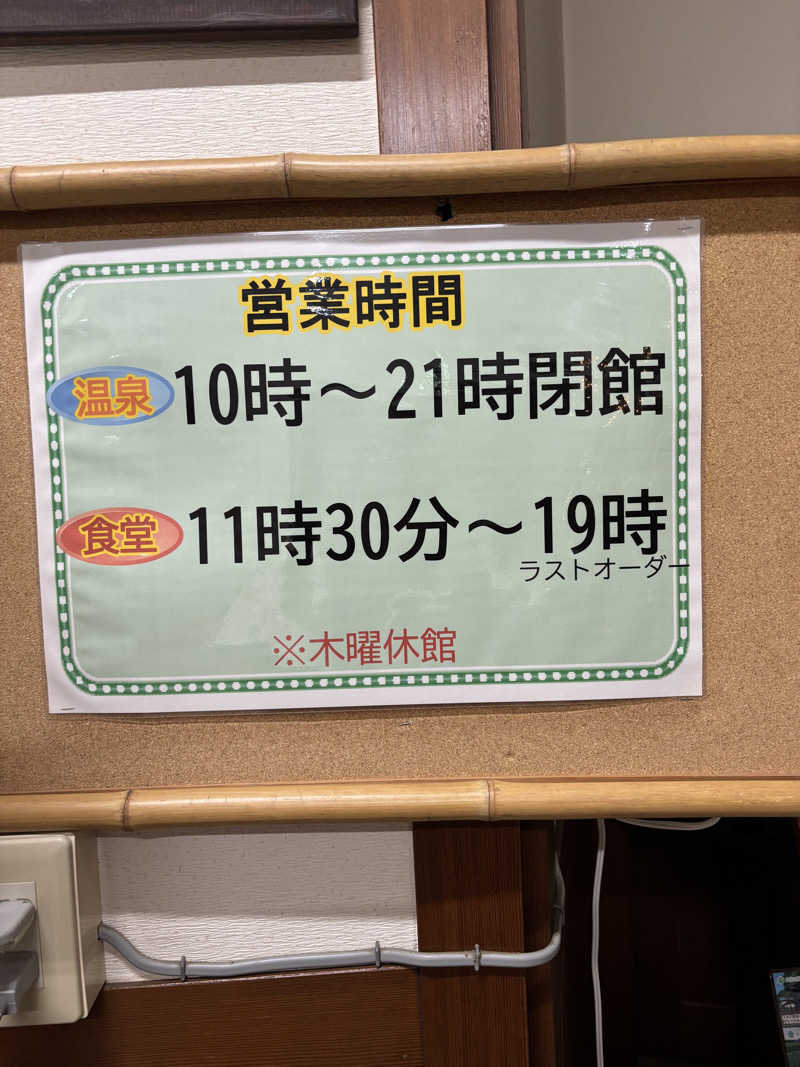 営業時間
温泉 10時～21時閉館
食堂 11時30分～19時
ラストオーダー
※木曜休館